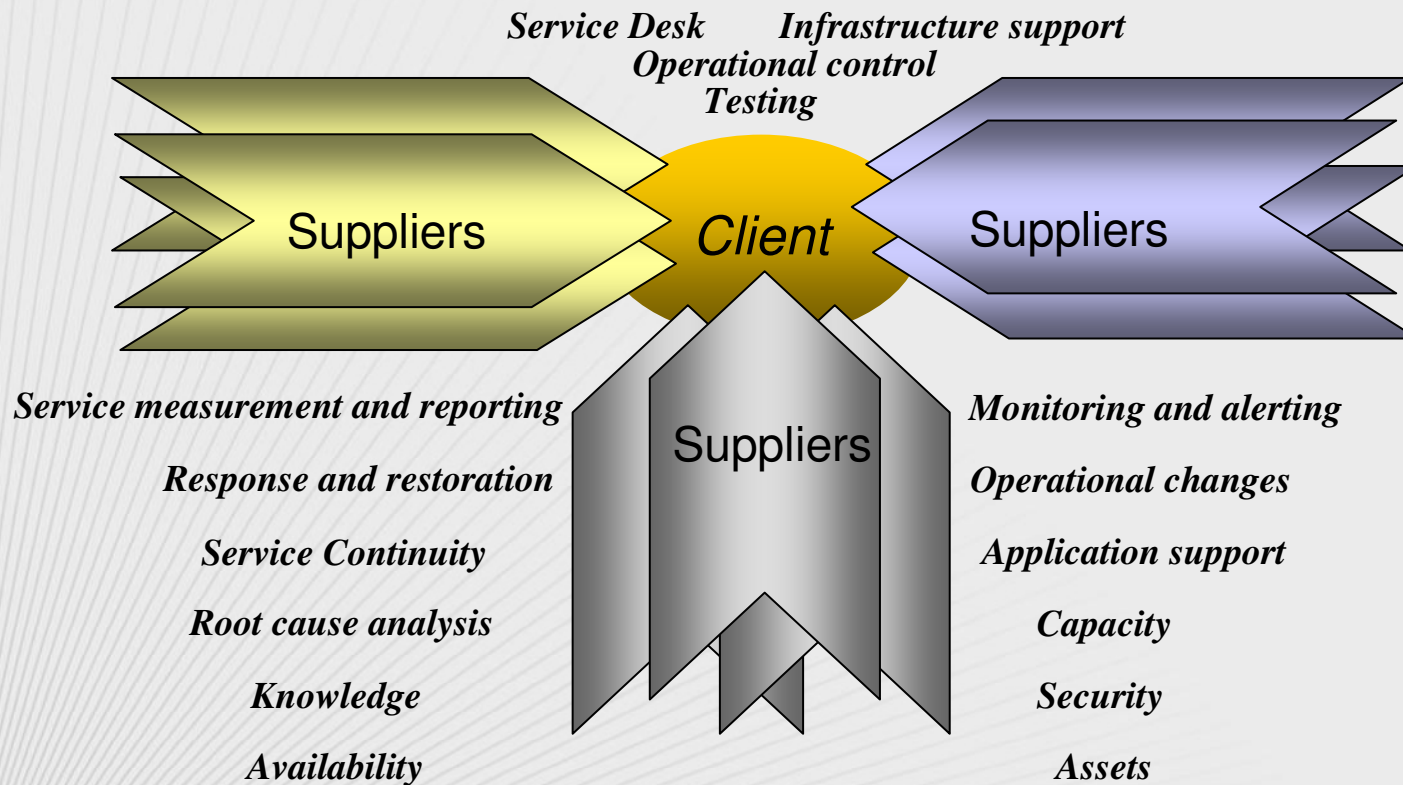 Service Desk Infrastructure support
Operational control
Testing
Suppliers
Client
Suppliers
Suppliers
Service measurement and reporting
Response and restoration
Service Continuity
Root cause analysis
Knowledge
Availability
Monitoring and alerting
Operational changes
Application support
Capacity
Security
Assets